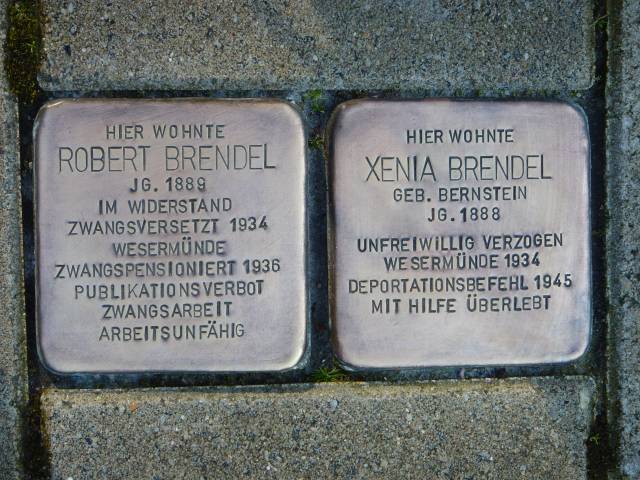 HIER WOHNTE
ROBERT BRENDEL
JG. 1889
IM WIDERSTAND
ZWANGSVERSETZT 1934
WESERMÜNDE
ZWANGSPENSIONIERT 1936
PUBLIKATIONSVERBOT
ZWANGSARBEIT
ARBEITSUNFÄHIG
HIER WOHNTE
XENIA BRENDEL
GEB. BERNSTEIN
JG. 1888
UNFREIWILLIG VERZOGEN
WESERMÜNDE 1934
DEPORTATIONSBEFEHL 1945
MIT HILFE ÜBERLEBT